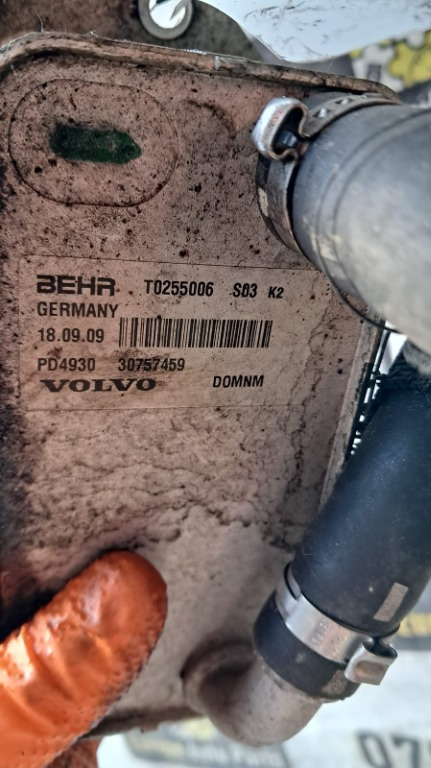 BEHR T0255006 S03 K2
GERMANY
18.09.09
PD4930 30757459
VOLVO DOMNM